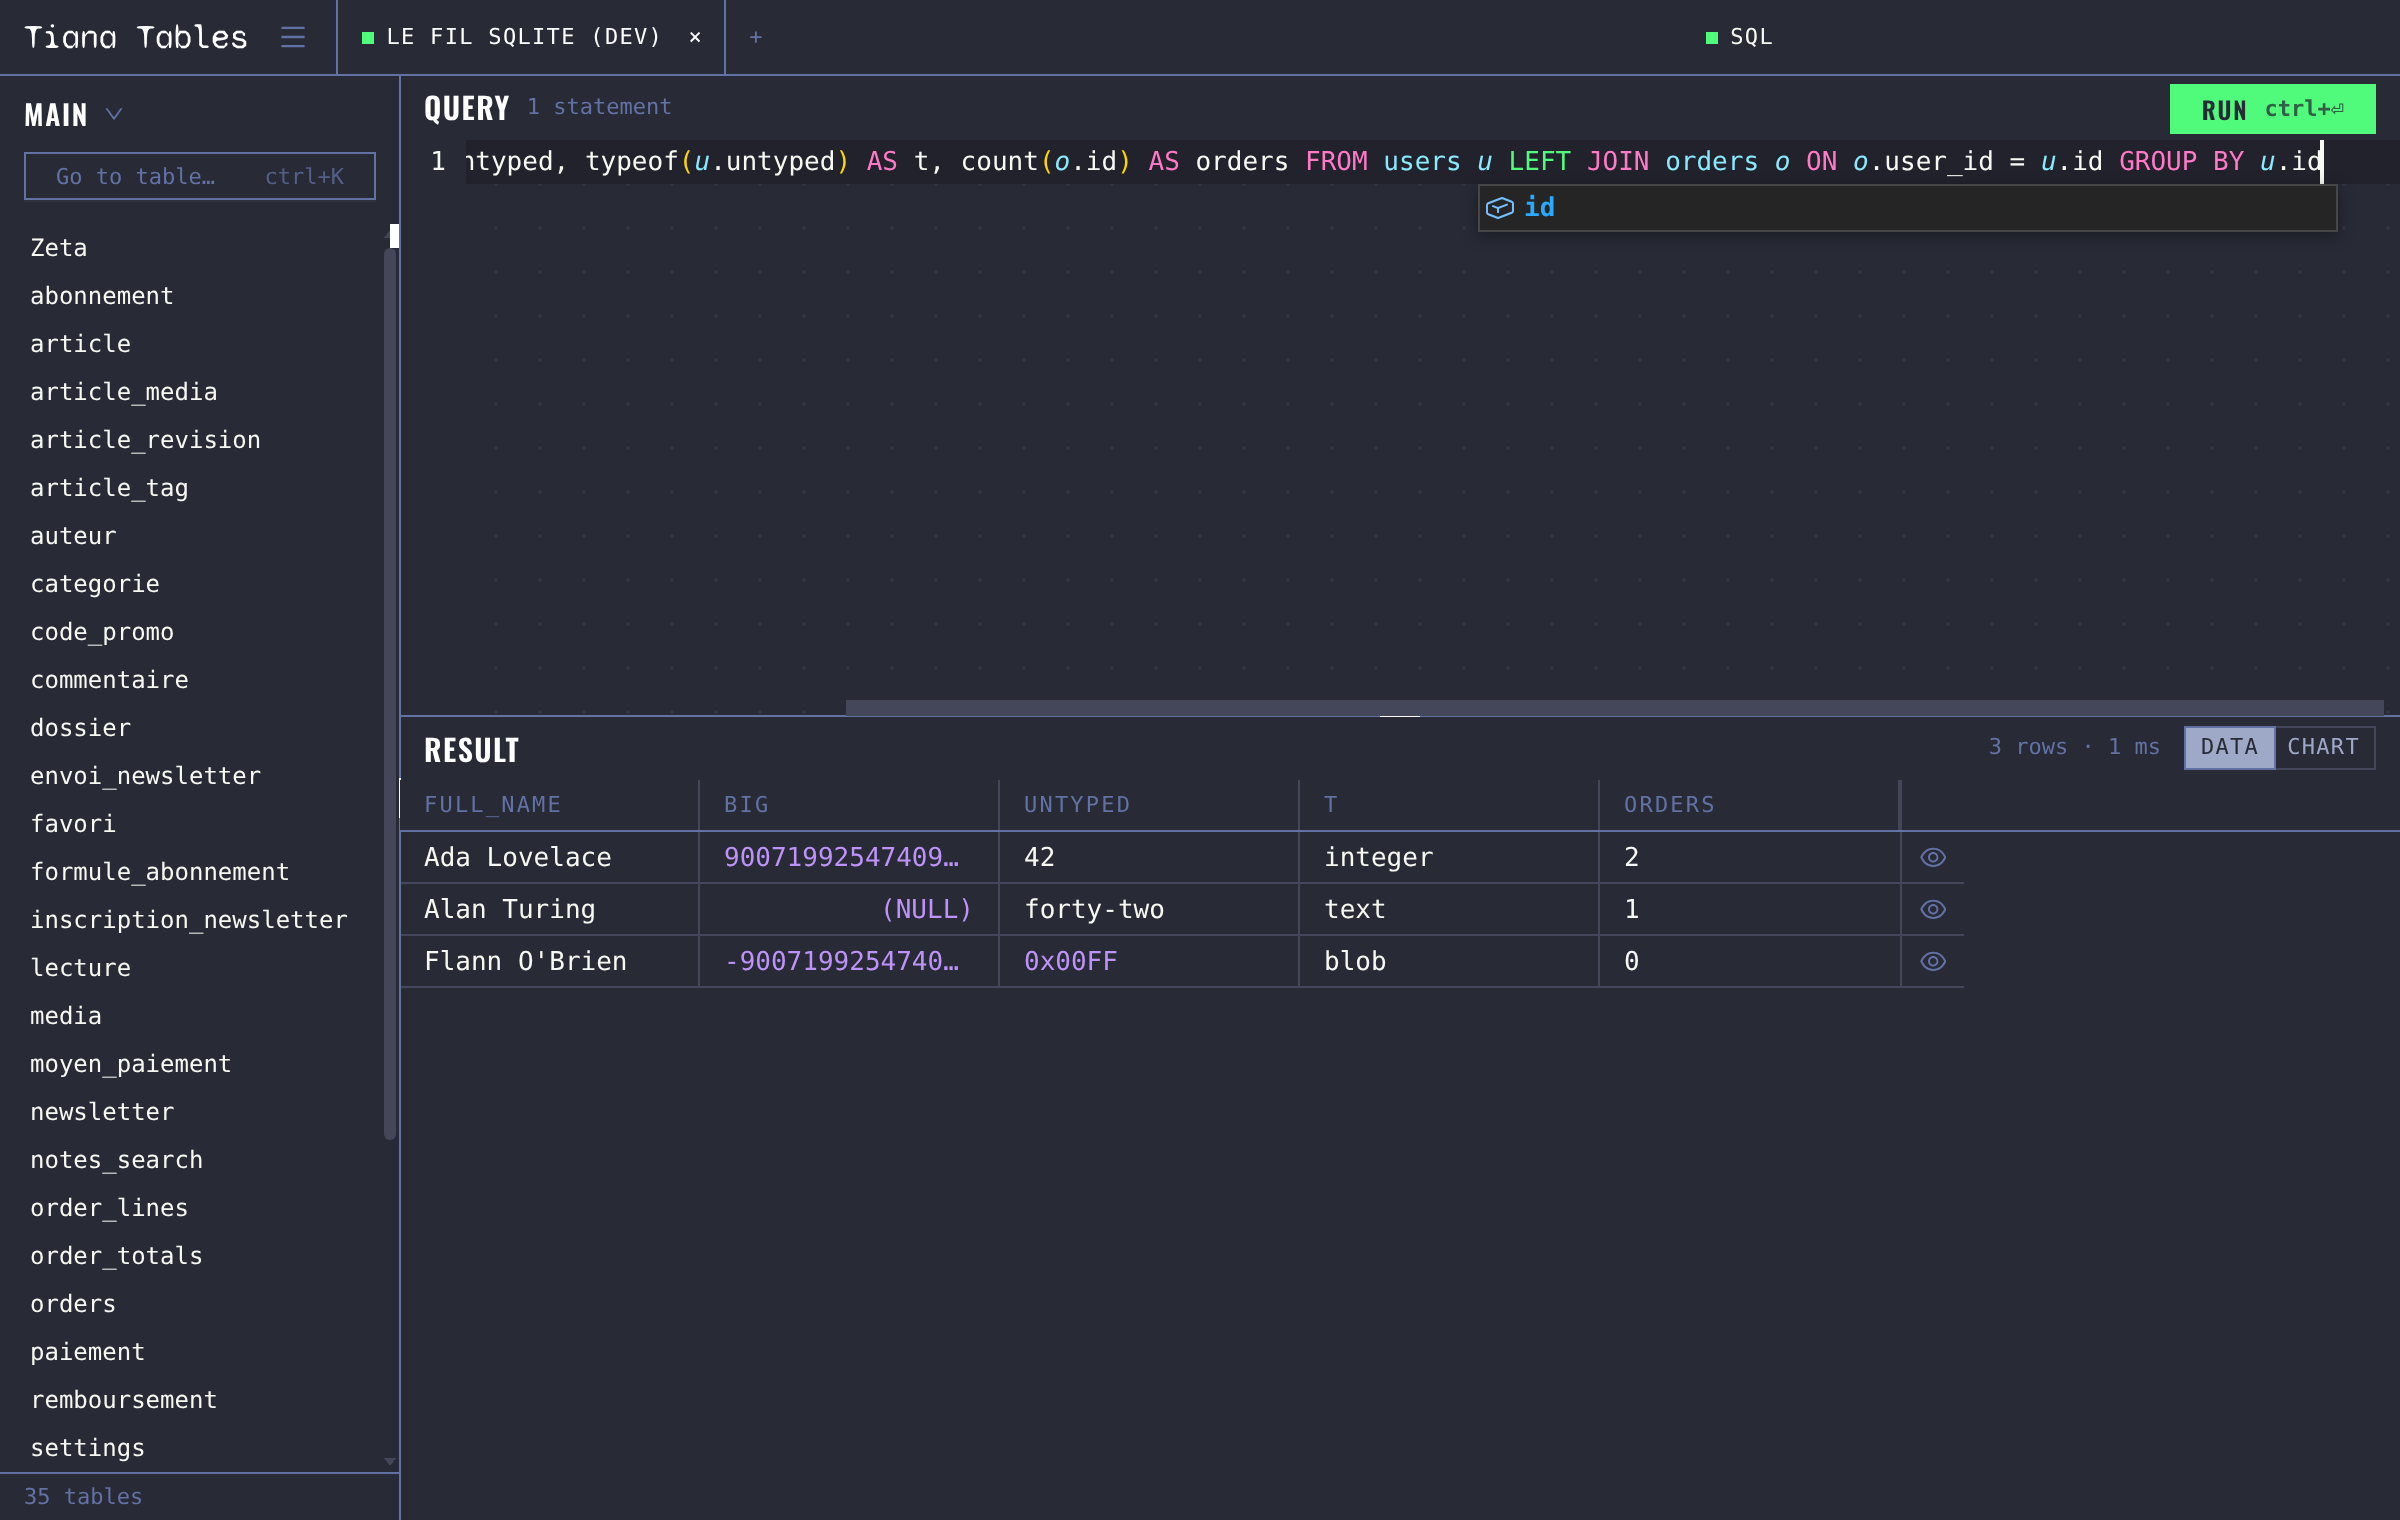 Tiana Tables
LE FIL SQLITE (DEV) × +
SQL
MAIN
Go to table… ctrl+K
Zeta
abonnement
article
article_media
article_revision
article_tag
auteur
categorie
code_promo
commentaire
dossier
envoi_newsletter
favori
formule_abonnement
inscription_newsletter
lecture
media
moyen_paiement
newsletter
notes_search
order_lines
order_totals
orders
paiement
remboursement
settings
35 tables
QUERY 1 statement
RUN ctrl+⏎
1 ntyped, typeof(u.untyped) AS t, count(o.id) AS orders FROM users u LEFT JOIN orders o ON o.user_id = u.id GROUP BY u.id
id
RESULT
3 rows · 1 ms DATA CHART
FULL_NAME BIG UNTYPED T ORDERS
Ada Lovelace 90071992547409… 42 integer 2
Alan Turing (NULL) forty-two text 1
Flann O'Brien -9007199254740… 0x00FF blob 0